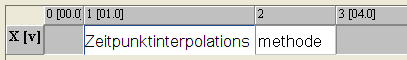 0 [00.0] 1 [01.0] 2 3 [04.0]
X [v] Zeitpunktinterpolations methode